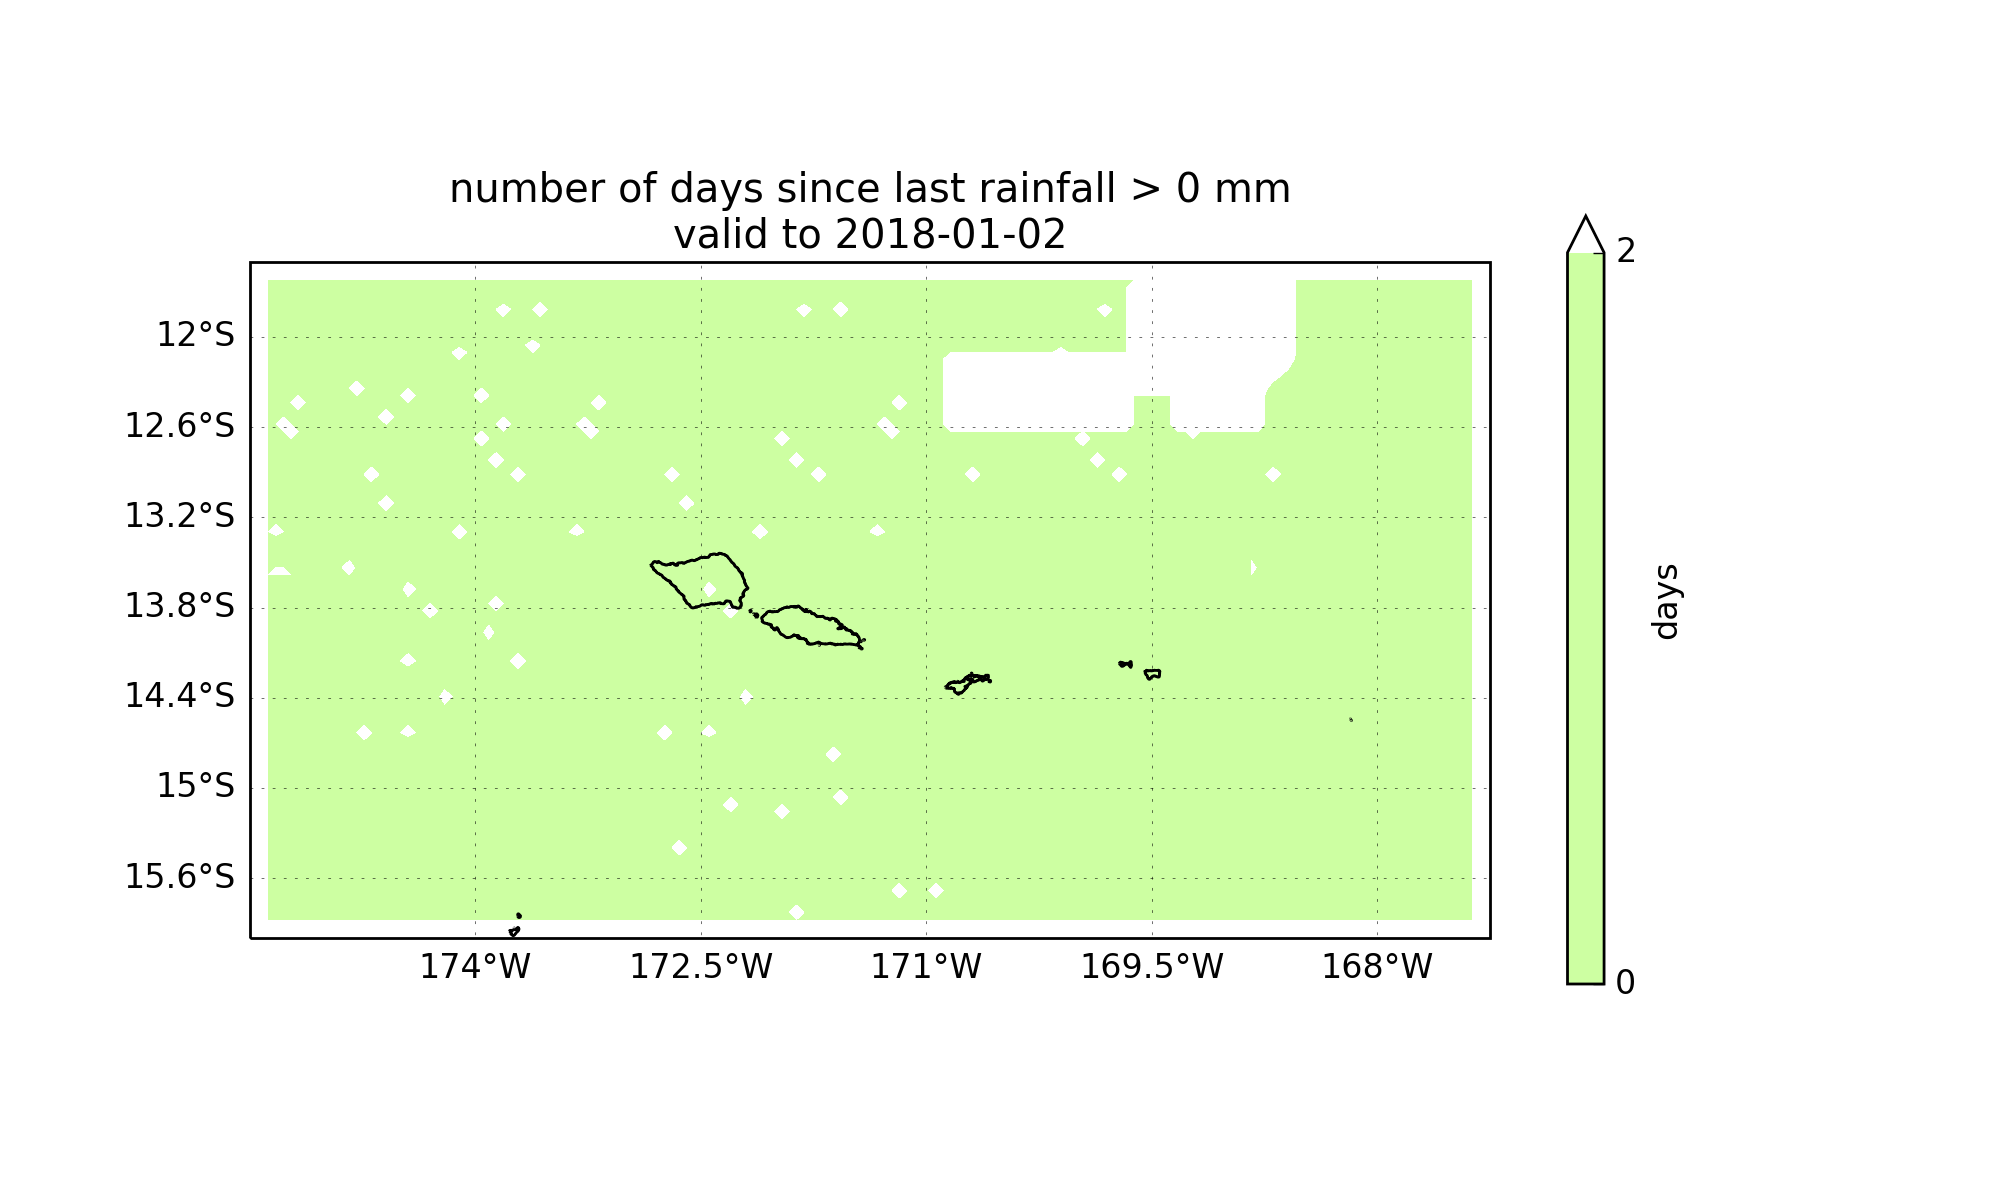 number of days since last rainfall > 0 mm
valid to 2018-01-02
12°S
12.6°S
13.2°S
13.8°S
14.4°S
15°S
15.6°S
174°W 172.5°W 171°W 169.5°W 168°W
2
0
days